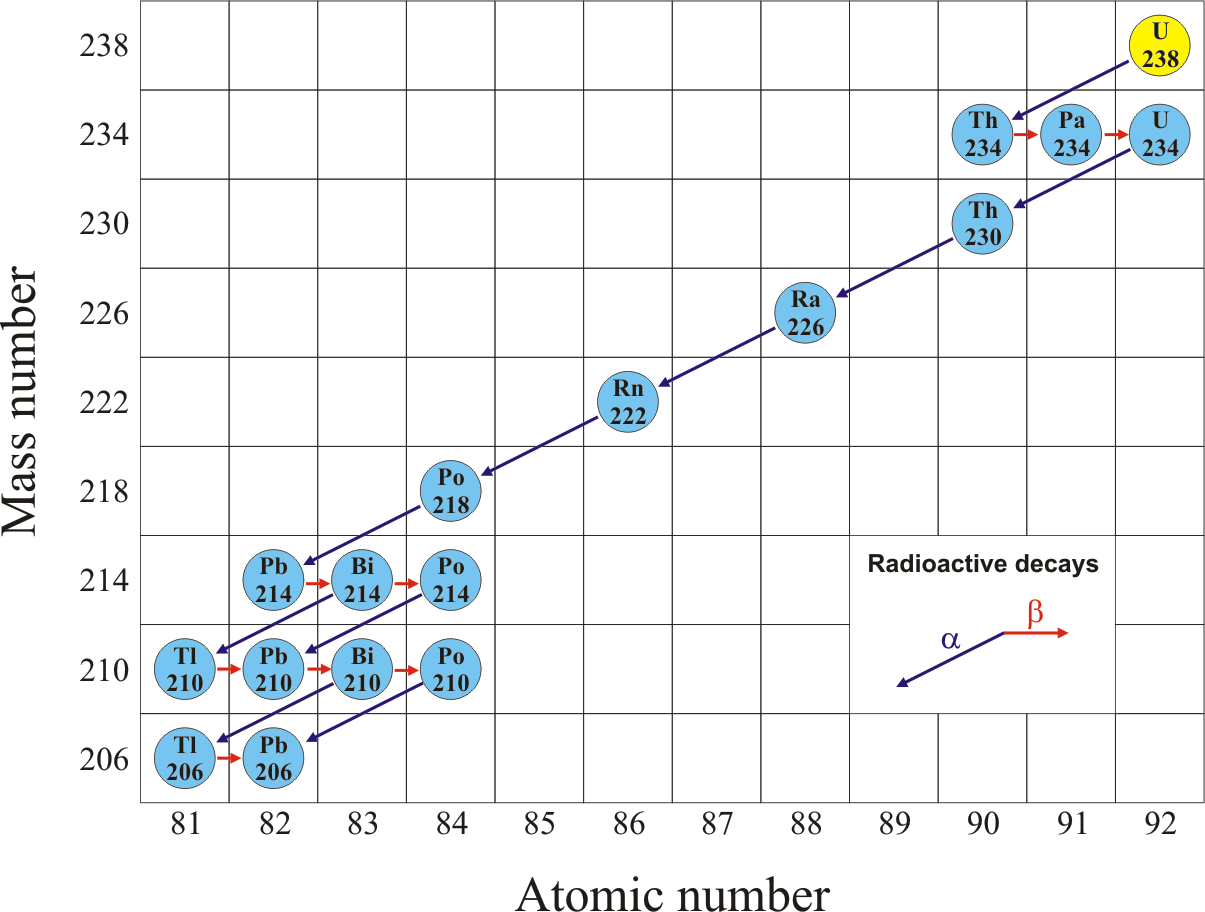 238
U
238
234
Th
234
Pa
234
U
234
230
Th
230
226
Ra
226
222
Rn
222
218
Po
218
214
Pb
214
Bi
214
Po
214
Radioactive decays
α
β
210
Tl
210
Pb
210
Bi
210
Po
210
206
Tl
206
Pb
206
81 82 83 84 85 86 87 88 89 90 91 92
Atomic number
Mass number